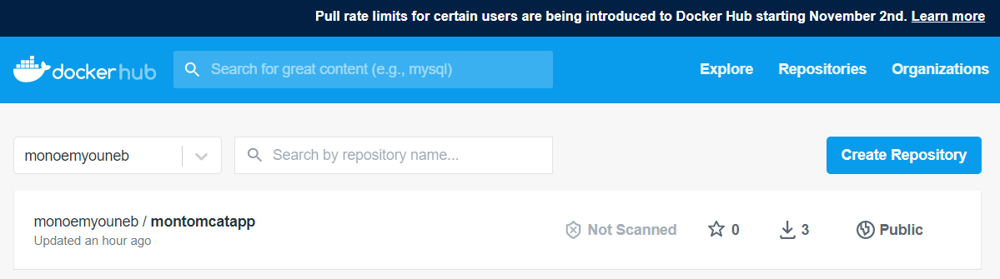 Pull rate limits for certain users are being introduced to Docker Hub starting November 2nd. Learn more
docker hub Search for great content (e.g., mysql) Explore Repositories Organizations
monoemyouneb Search by repository name... Create Repository
monoemyouneb / montomcatapp
Updated an hour ago
Not Scanned 0 3 Public